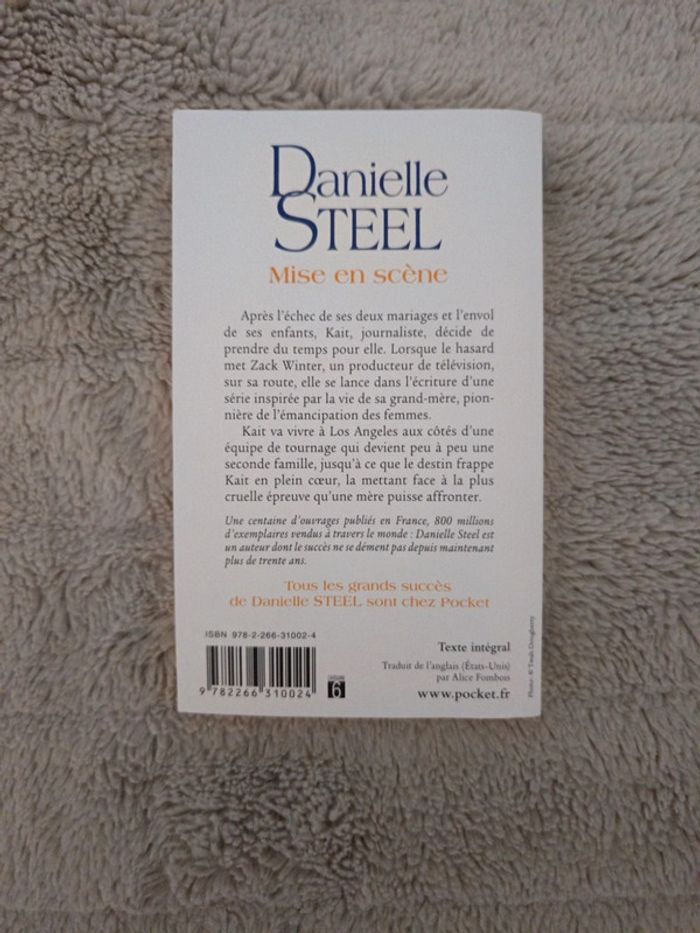 Danielle
STEEL
Mise en scène
Après l'échec de ses deux mariages et l'envol
de ses enfants, Kait, journaliste, décide de
prendre du temps pour elle. Lorsque le hasard
met Zack Winter, un producteur de télévision,
sur sa route, elle se lance dans l'écriture d'une
série inspirée par la vie de sa grand-mère, pion-
nière de l'émancipation des femmes.
Kait va vivre à Los Angeles aux côtés d'une
équipe de tournage qui devient peu à peu une
seconde famille, jusqu'à ce que le destin frappe
Kait en plein cœur, la mettant face à la plus
cruelle épreuve qu'une mère puisse affronter.
Une centaine d'ouvrages publiés en France, 800 millions
d'exemplaires vendus à travers le monde : Danielle Steel est
un auteur dont le succès ne se dément pas depuis maintenant
plus de trente ans.
Tous les grands succès
de Danielle STEEL sont chez Pocket
ISBN 978-2-266-31002-4
9 782266 310024
6
Texte intégral
Traduit de l'anglais (États-Unis)
par Alice Fombois
www.pocket.fr
Photo : © Trish Dougherty